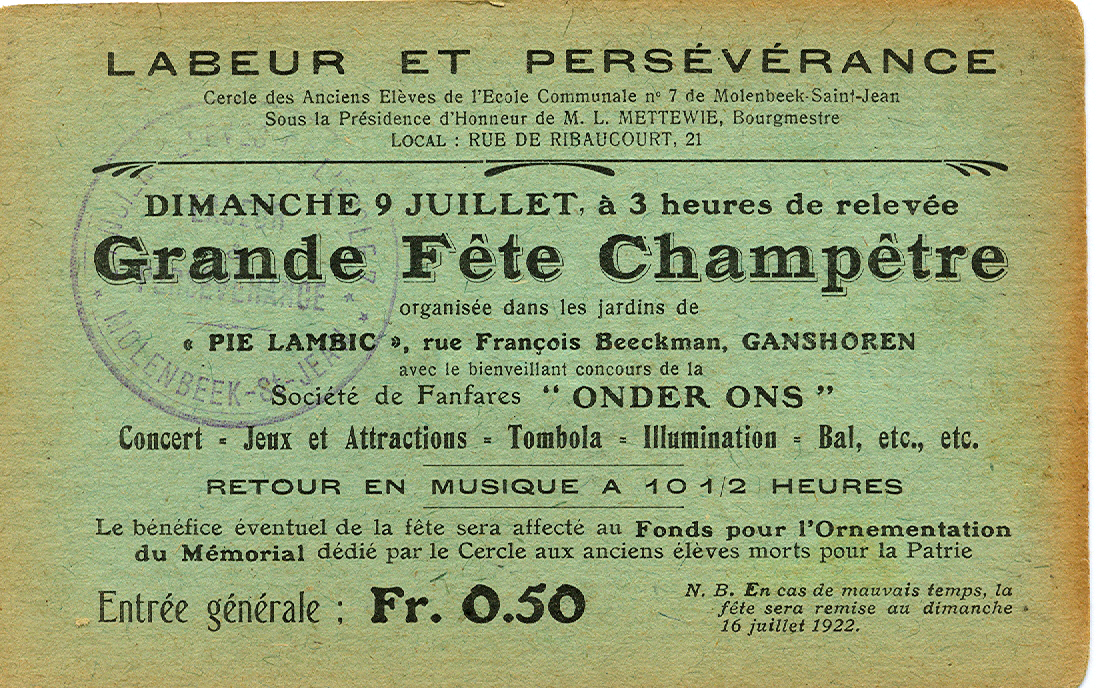 LABEUR ET PERSÉVÉRANCE
Cercle des Anciens Elèves de l'Ecole Communale n° 7 de Molenbeek-Saint-Jean
Sous la Présidence d'Honneur de M. L. METTEWIE, Bourgmestre
LOCAL : RUE DE RIBAUCOURT, 21
DIMANCHE 9 JUILLET, à 3 heures de relevée
Grande Fête Champêtre
organisée dans les jardins de
« PIE LAMBIC », rue François Beeckman, GANSHOREN
avec le bienveillant concours de la
Société de Fanfares “ ONDER ONS ”
Concert = Jeux et Attractions = Tombola = Illumination = Bal, etc., etc.
RETOUR EN MUSIQUE A 10 1/2 HEURES
Le bénéfice éventuel de la fête sera affecté au Fonds pour l'Ornementation
du Mémorial dédié par le Cercle aux anciens élèves morts pour la Patrie
Entrée générale : Fr. 0.50
N. B. En cas de mauvais temps, la
fête sera remise au dimanche
16 juillet 1922.
PERSÉVÉRANCE
MOLENBEEK-St-JEAN